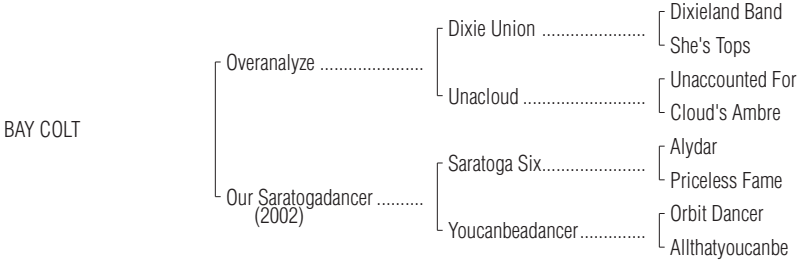 Dixieland Band
Dixie Union ......................
She's Tops
Overanalyze ......................
Unaccounted For
Unacloud ..........................
Cloud's Ambre
BAY COLT
Alydar
Saratoga Six......................
Priceless Fame
Our Saratogadancer ..........
(2002)
Orbit Dancer
Youcanbeadancer..............
Allthatyoucanbe